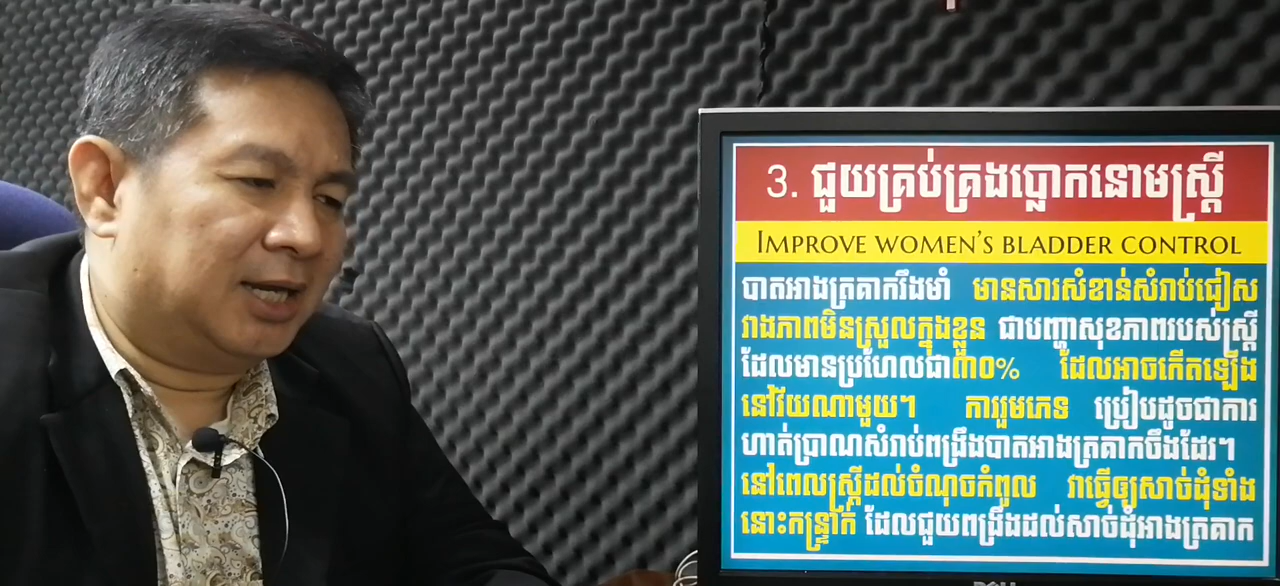 3. ជួយគ្រប់គ្រងប្លោកនោមស្ត្រី
IMPROVE WOMEN'S BLADDER CONTROL
បាតអាងត្រគាករឹងមាំ មានសារសំខាន់សំរាប់ជៀស
វាងភាពមិនស្រួលក្នុងខ្លួន ជាបញ្ហាសុខភាពរបស់ស្ត្រី
ដែលមានប្រហែលជា៣០% ដែលអាចកើតឡើង
នៅវ័យណាមួយ។ ការរួមភេទ ប្រៀបដូចជាការ
ហាត់ប្រាណសំរាប់ពង្រឹងបាតអាងត្រគាកចឹងដែរ។
នៅពេលស្ត្រីដល់ចំណុចកំពូល វាធ្វើឲ្យសាច់ដុំទាំង
នោះកន្ត្រាក់ ដែលជួយពង្រឹងដល់សាច់ដុំអាងត្រគាក